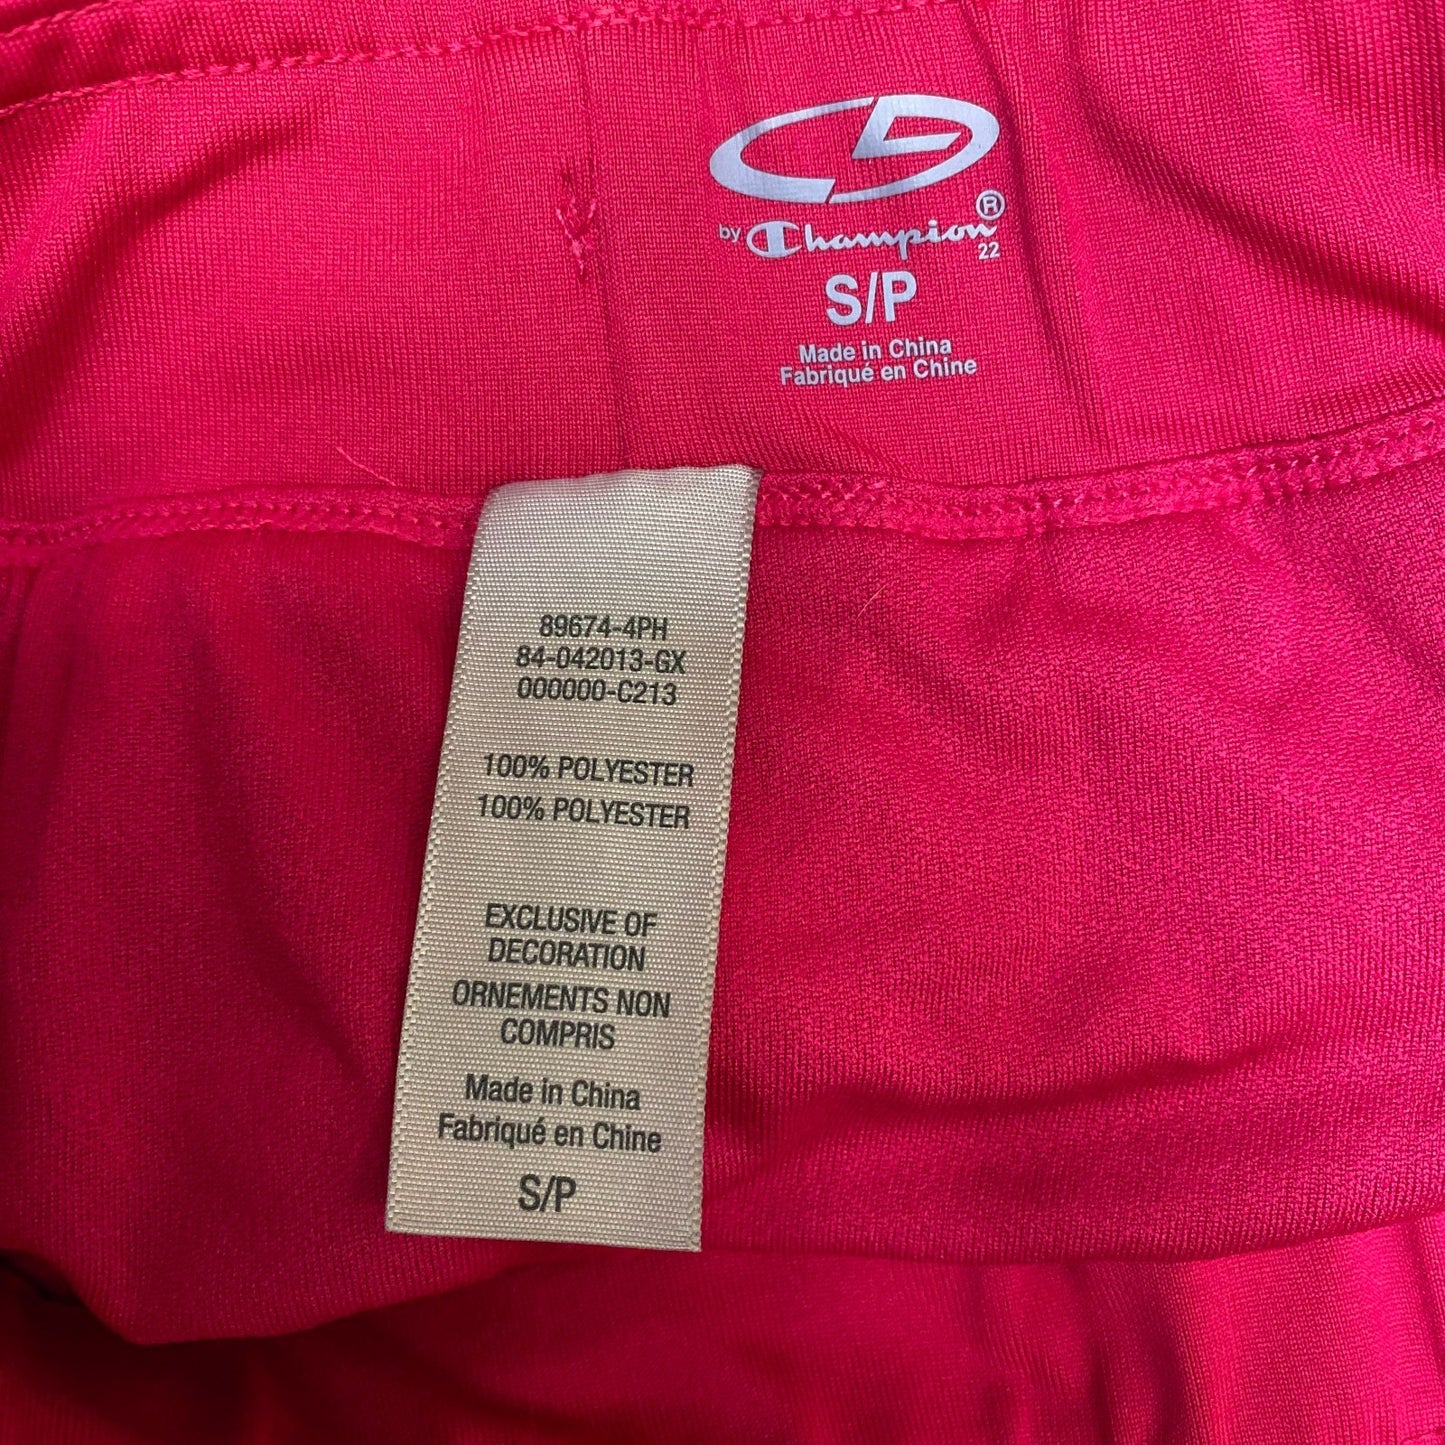 C9
by Champion®
22
S/P
Made in China
Fabriqué en Chine
89674-4PH
84-042013-GX
000000-C213
100% POLYESTER
100% POLYESTER
EXCLUSIVE OF
DECORATION
ORNEMENTS NON
COMPRIS
Made in China
Fabriqué en Chine
S/P